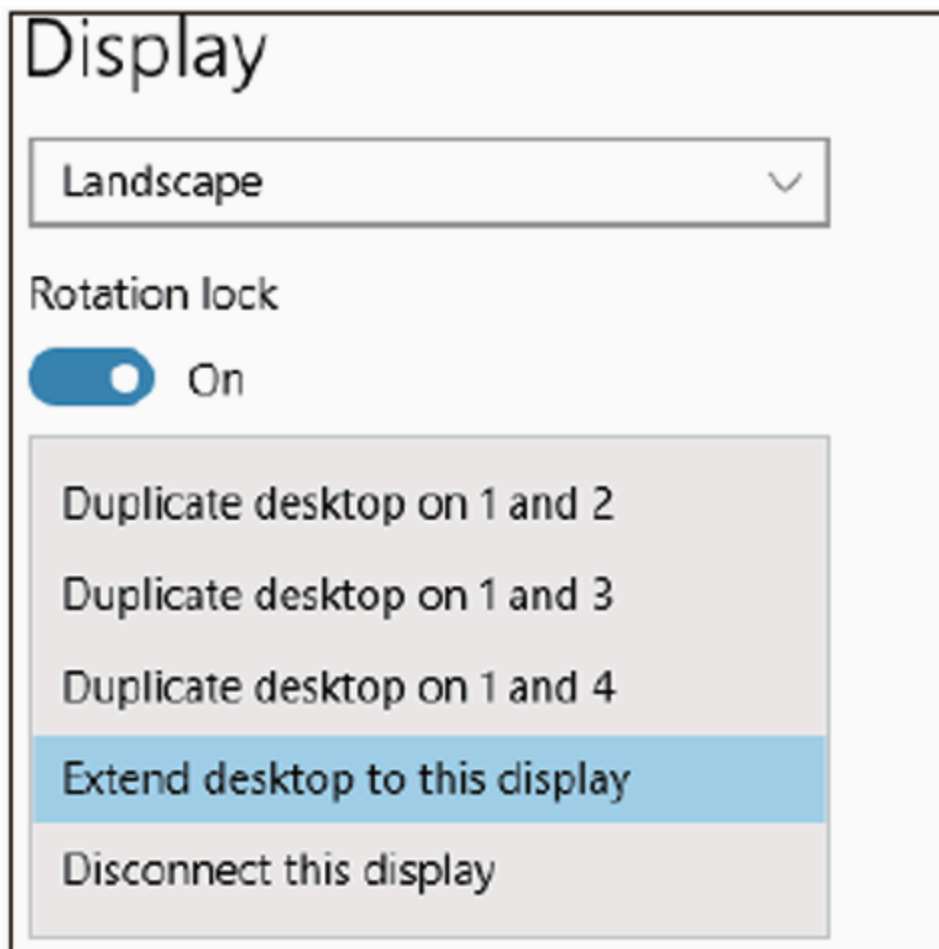 Display
Landscape
Rotation lock
On
Duplicate desktop on 1 and 2
Duplicate desktop on 1 and 3
Duplicate desktop on 1 and 4
Extend desktop to this display
Disconnect this display